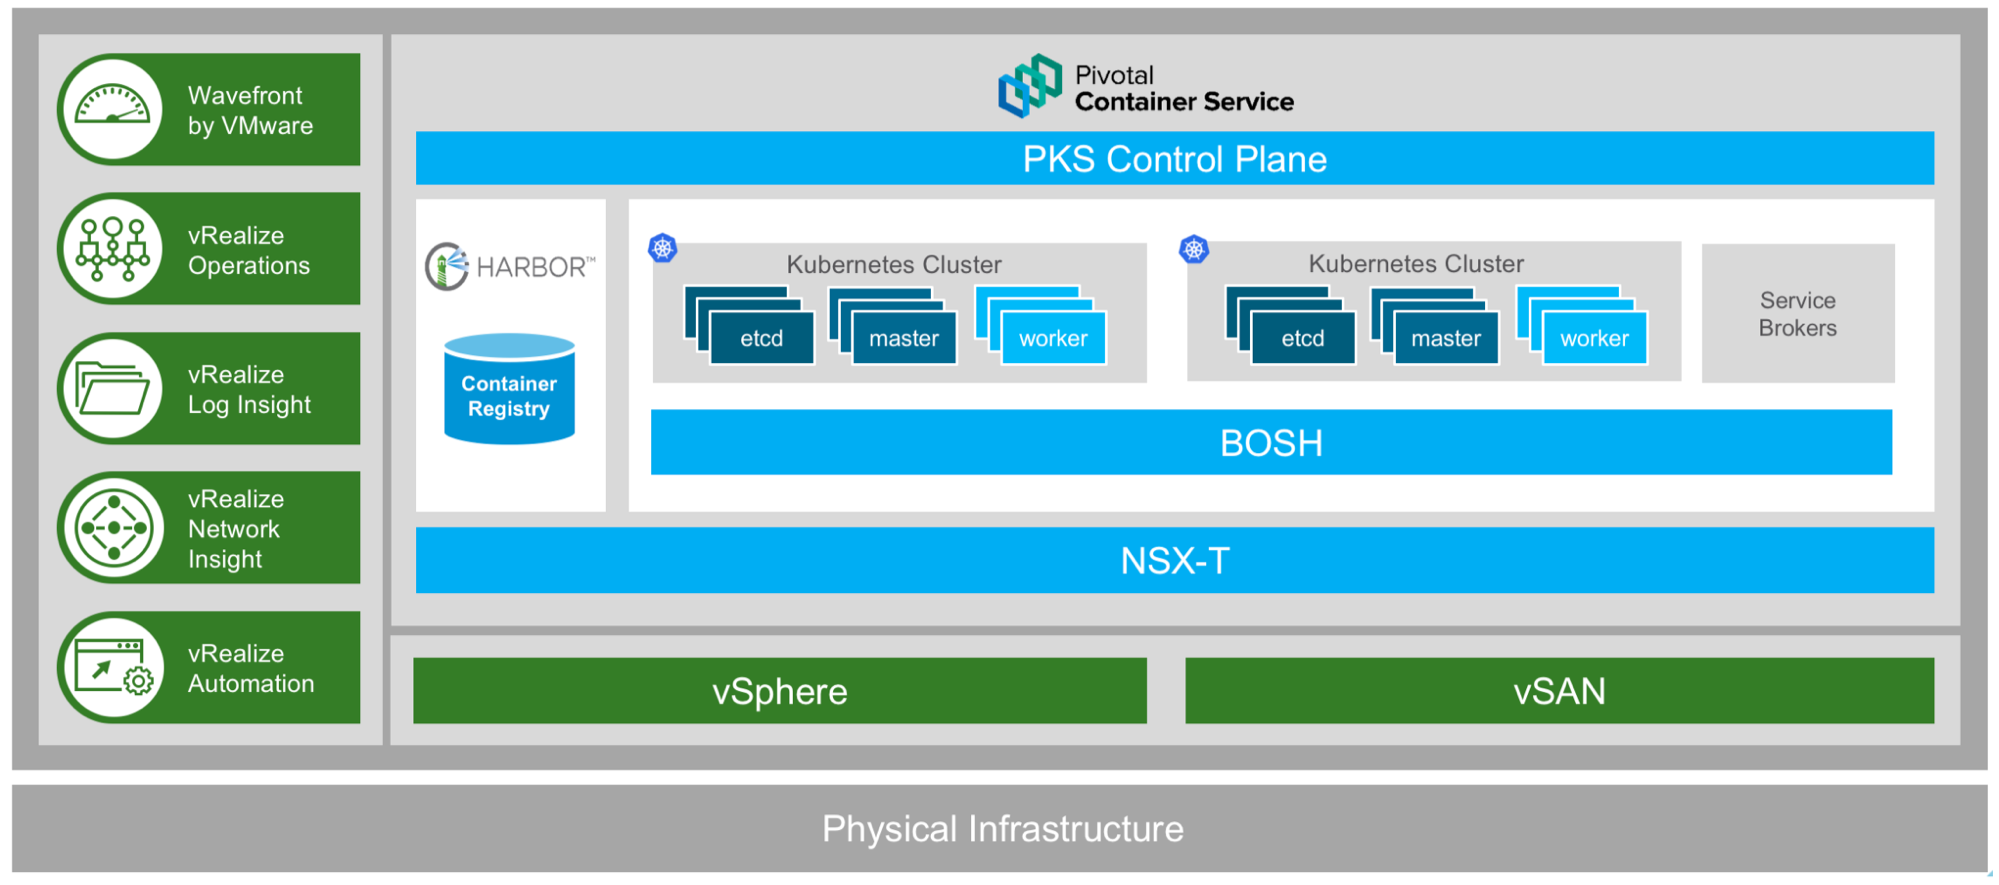 Wavefront
by VMware
vRealize
Operations
vRealize
Log Insight
vRealize
Network
Insight
vRealize
Automation
Pivotal
Container Service
PKS Control Plane
HARBOR™
Container
Registry
Kubernetes Cluster
etcd
master
worker
Kubernetes Cluster
etcd
master
worker
Service
Brokers
BOSH
NSX-T
vSphere
vSAN
Physical Infrastructure